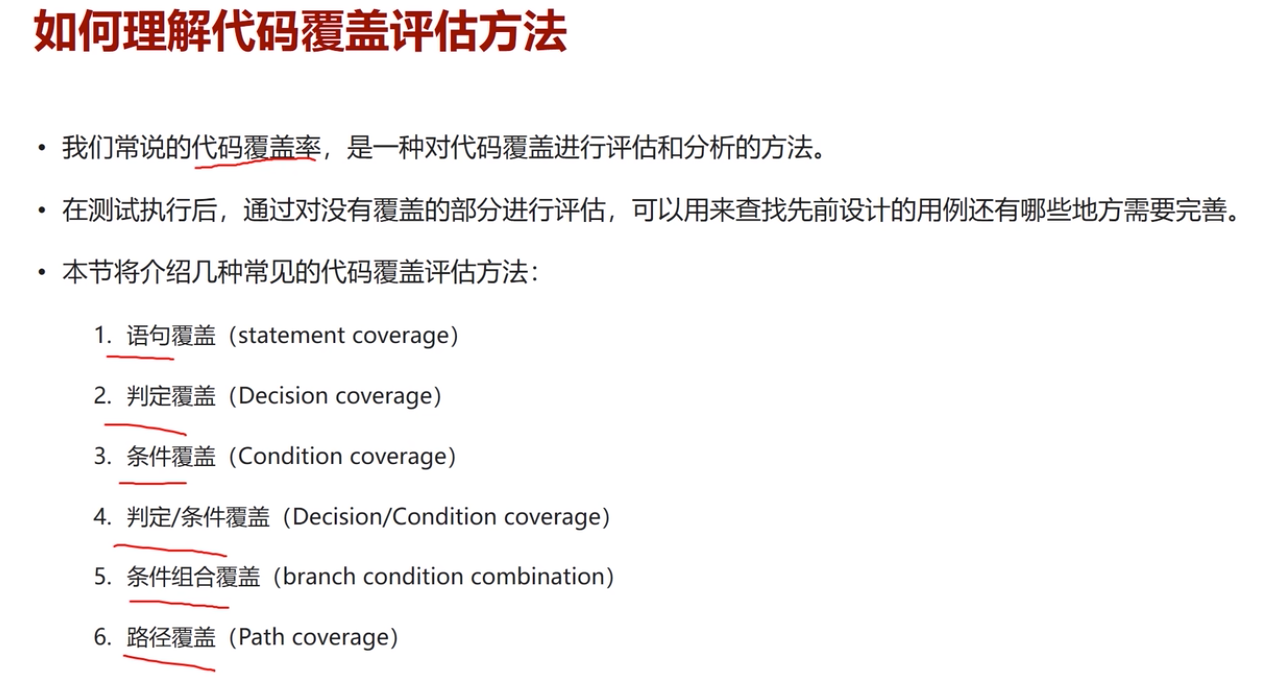 如何理解代码覆盖评估方法
• 我们常说的代码覆盖率，是一种对代码覆盖进行评估和分析的方法。
• 在测试执行后，通过对没有覆盖的部分进行评估，可以用来查找先前设计的用例还有哪些地方需要完善。
• 本节将介绍几种常见的代码覆盖评估方法：
1. 语句覆盖（statement coverage）
2. 判定覆盖（Decision coverage）
3. 条件覆盖（Condition coverage）
4. 判定/条件覆盖（Decision/Condition coverage）
5. 条件组合覆盖（branch condition combination）
6. 路径覆盖（Path coverage）